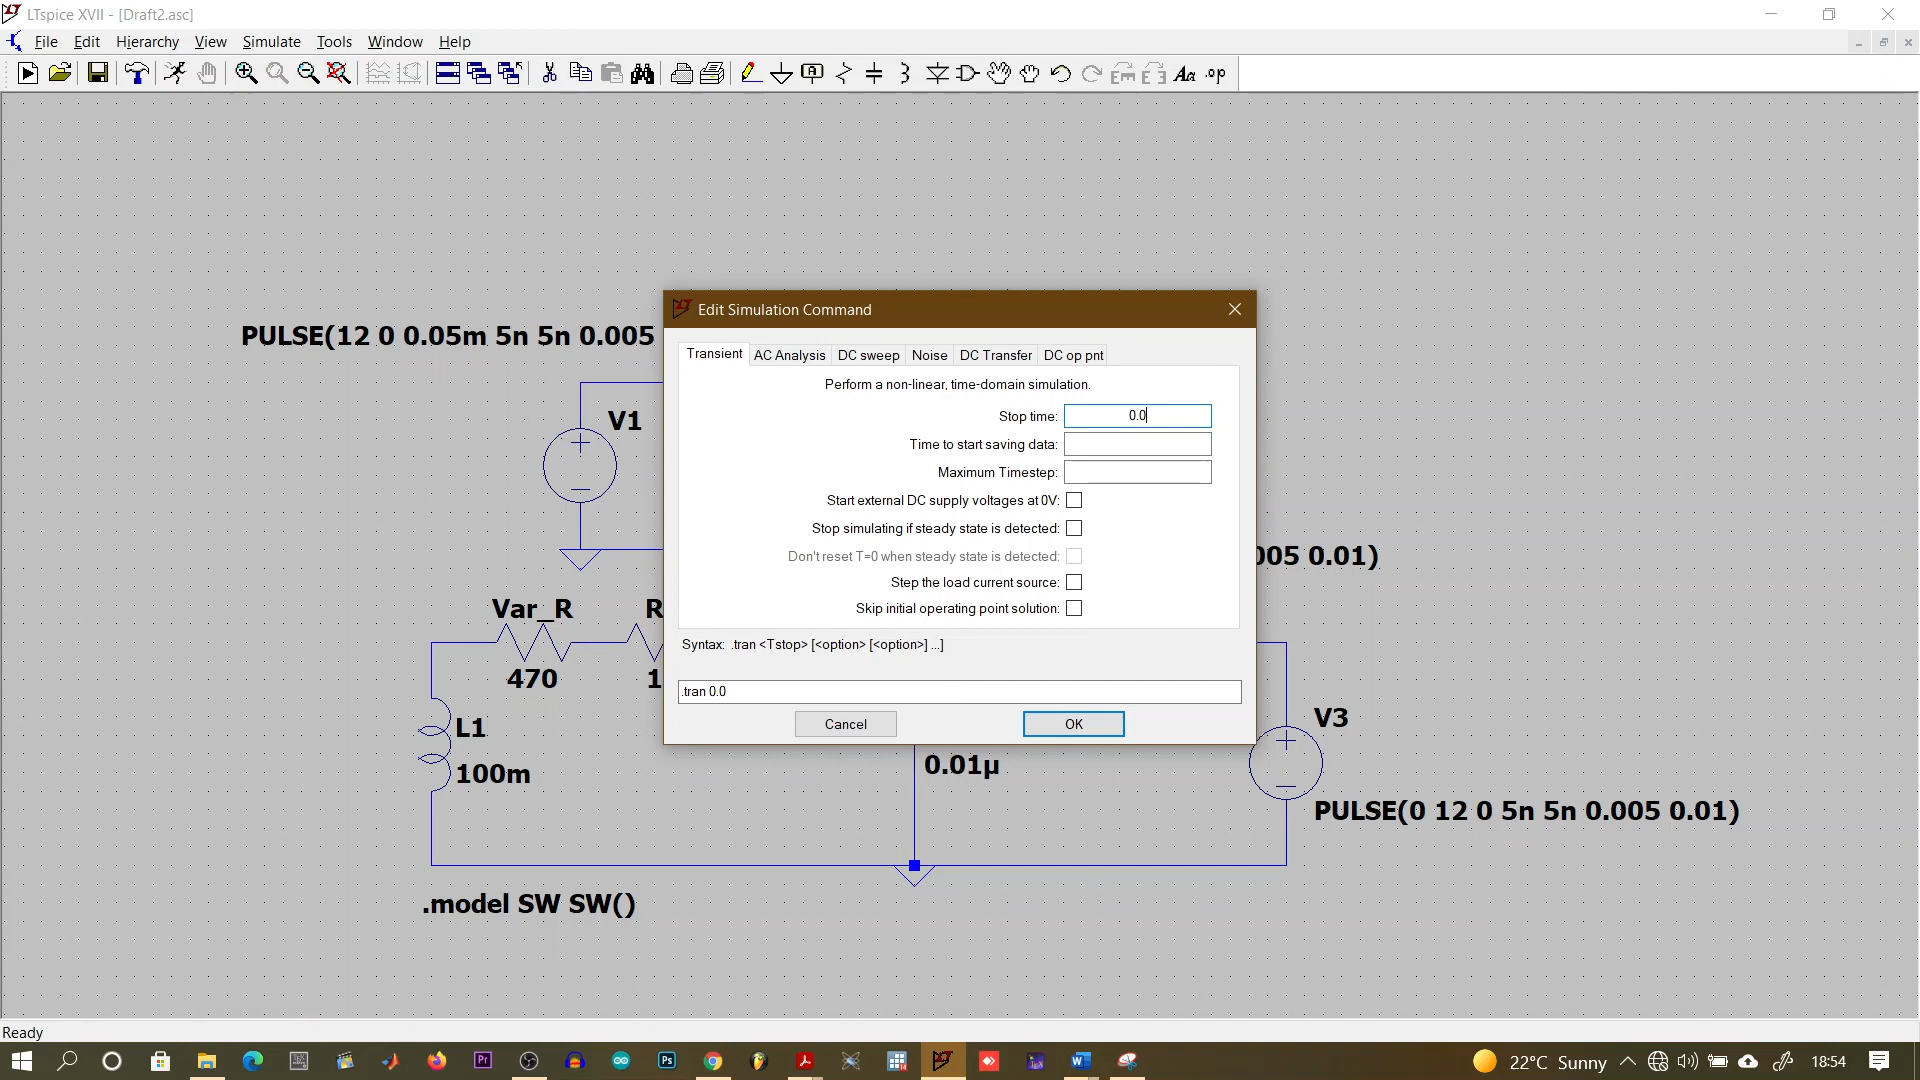 LTspice XVII - [Draft2.asc]
File Edit Hierarchy View Simulate Tools Window Help
Aa .op
PULSE(12 0 0.05m 5n 5n 0.005
V1
Var_R
R
470
1
L1
100m
.model SW SW()
Edit Simulation Command
Transient AC Analysis DC sweep Noise DC Transfer DC op pnt
Perform a non-linear, time-domain simulation.
Stop time: 0.0
Time to start saving data:
Maximum Timestep:
Start external DC supply voltages at 0V:
Stop simulating if steady state is detected:
Don't reset T=0 when steady state is detected:
Step the load current source:
Skip initial operating point solution:
Syntax: .tran <Tstop> [<option> [<option>] ...]
.tran 0.0
Cancel OK
0.01µ
005 0.01)
V3
PULSE(0 12 0 5n 5n 0.005 0.01)
Ready
Pr Ps 22°C Sunny 18:54